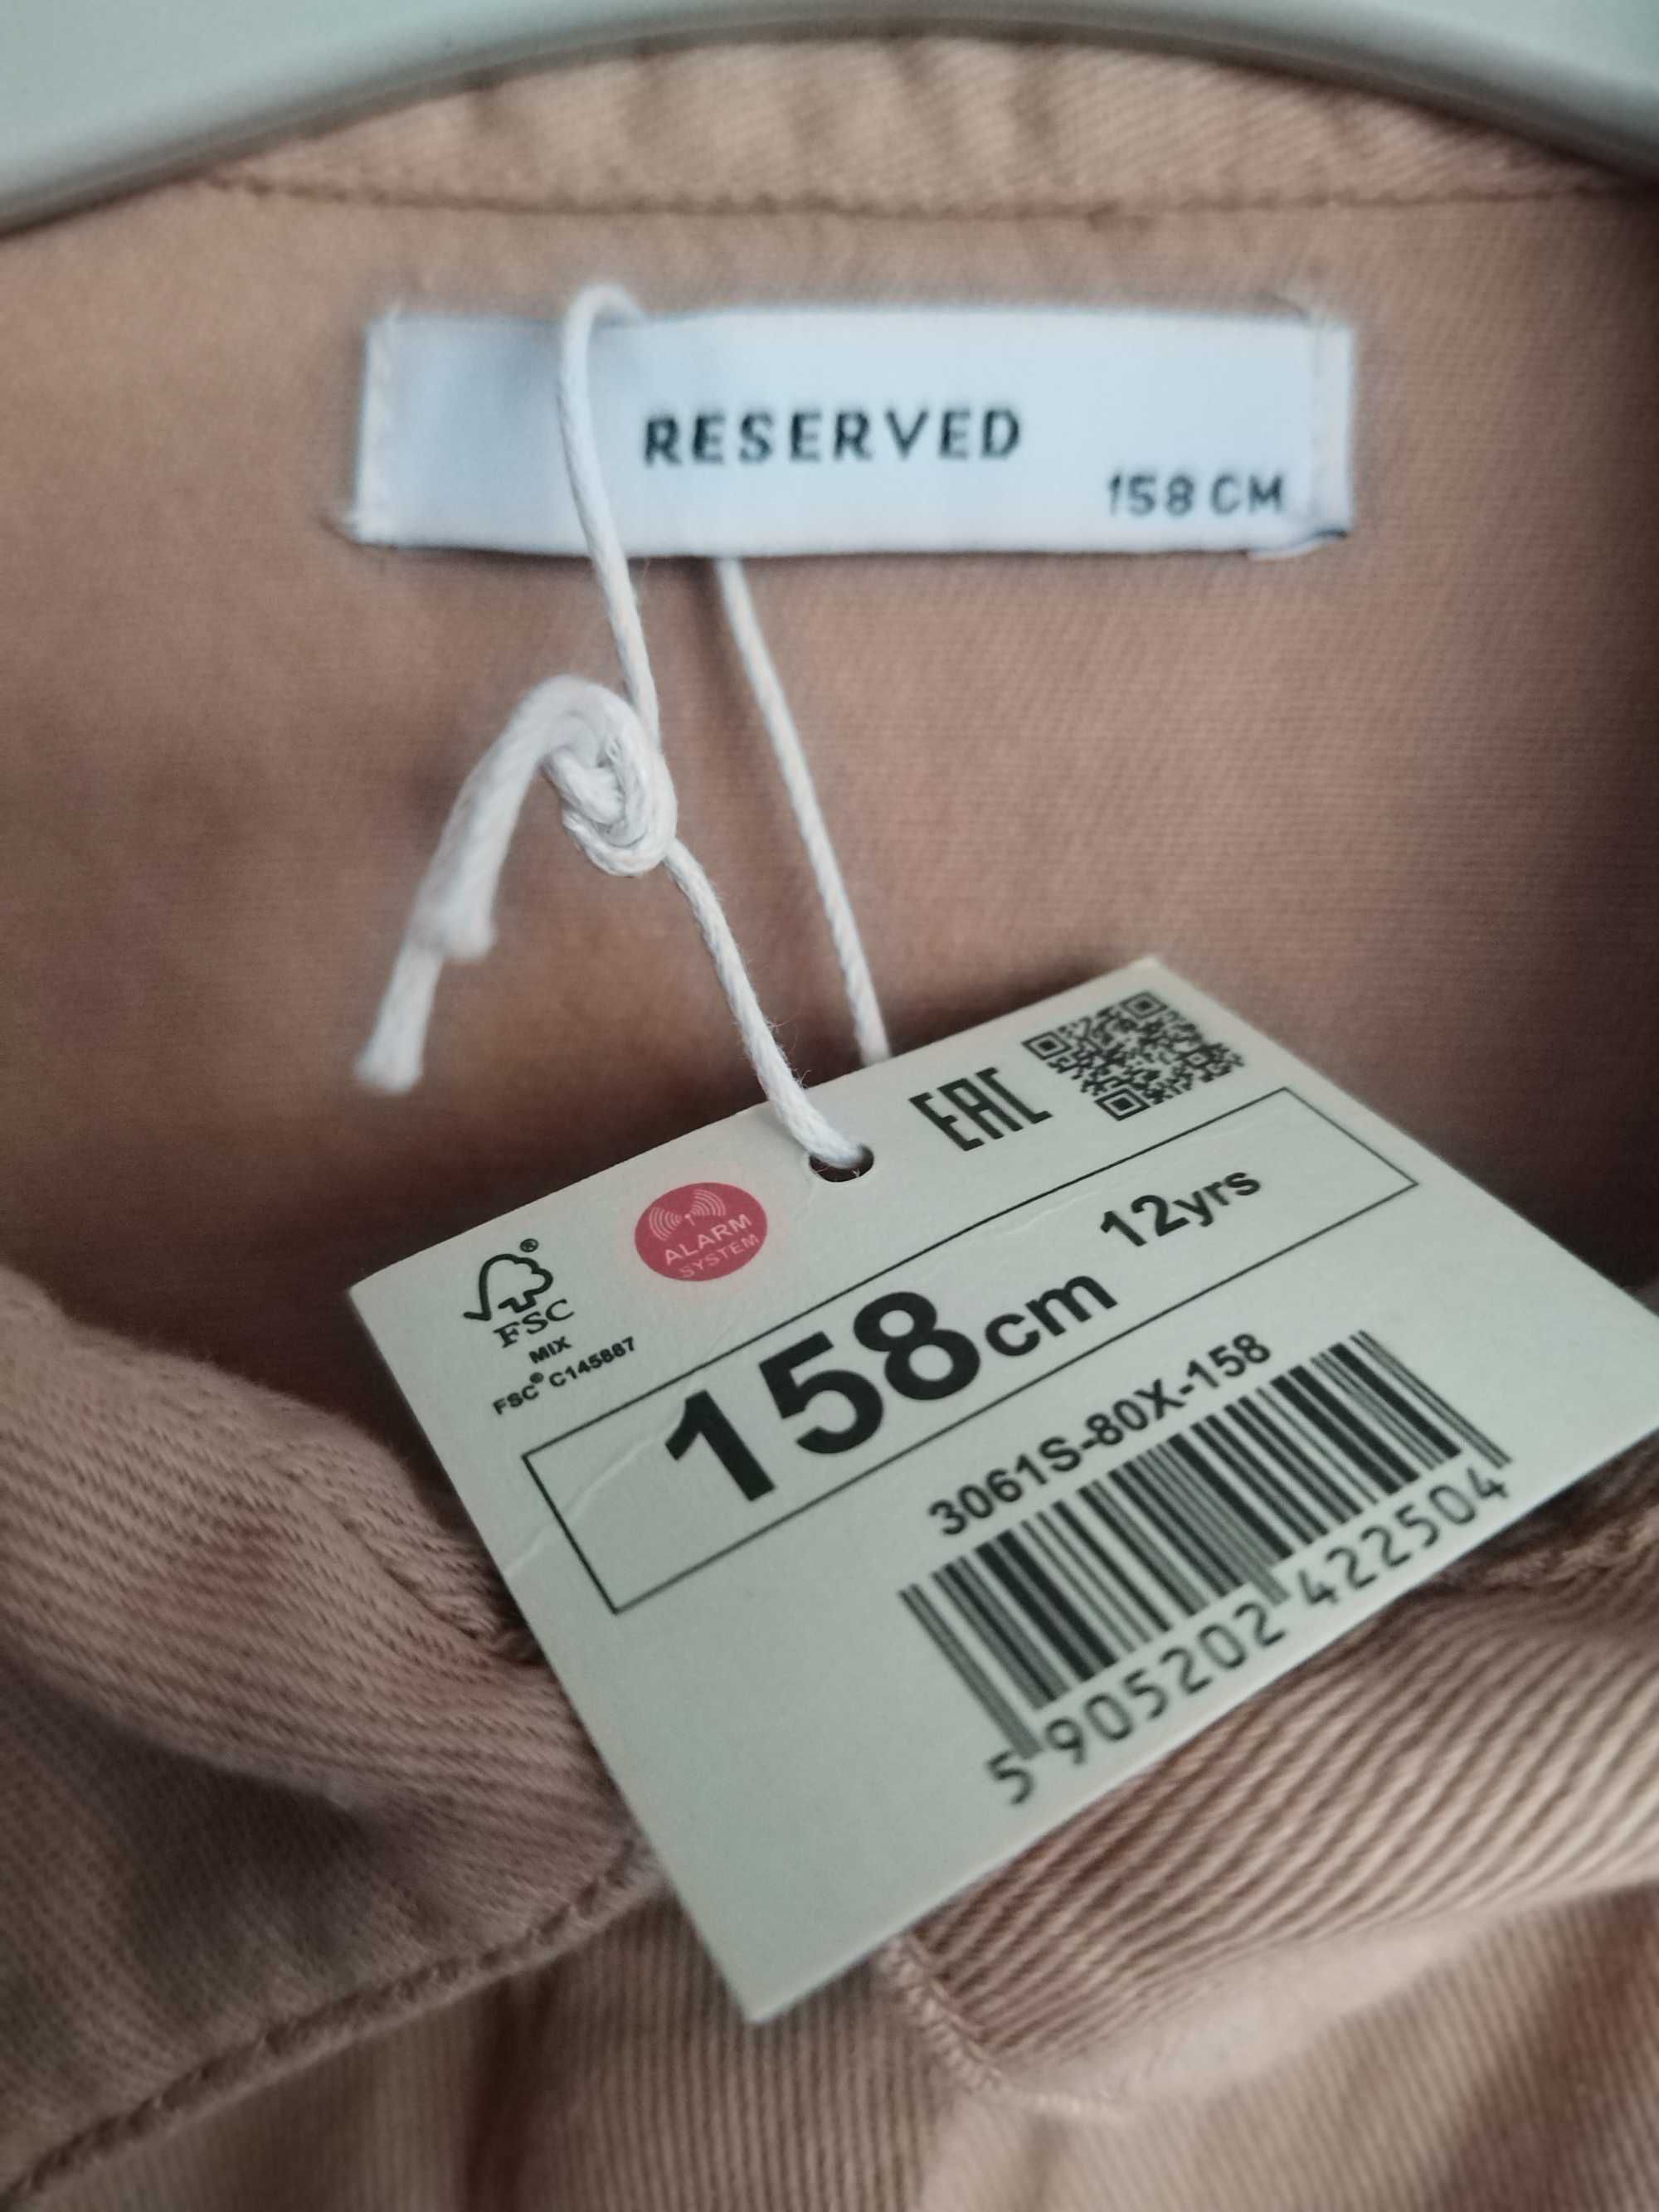 RESERVED
158 CM
EAC
ALARM
SYSTEM
FSC®
MIX
FSC® C145887
158cm 12yrs
3061S-80X-158
5 905202 422504